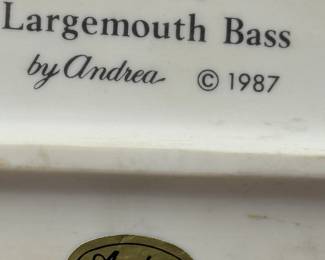 Largemouth Bass
by Andrea © 1987